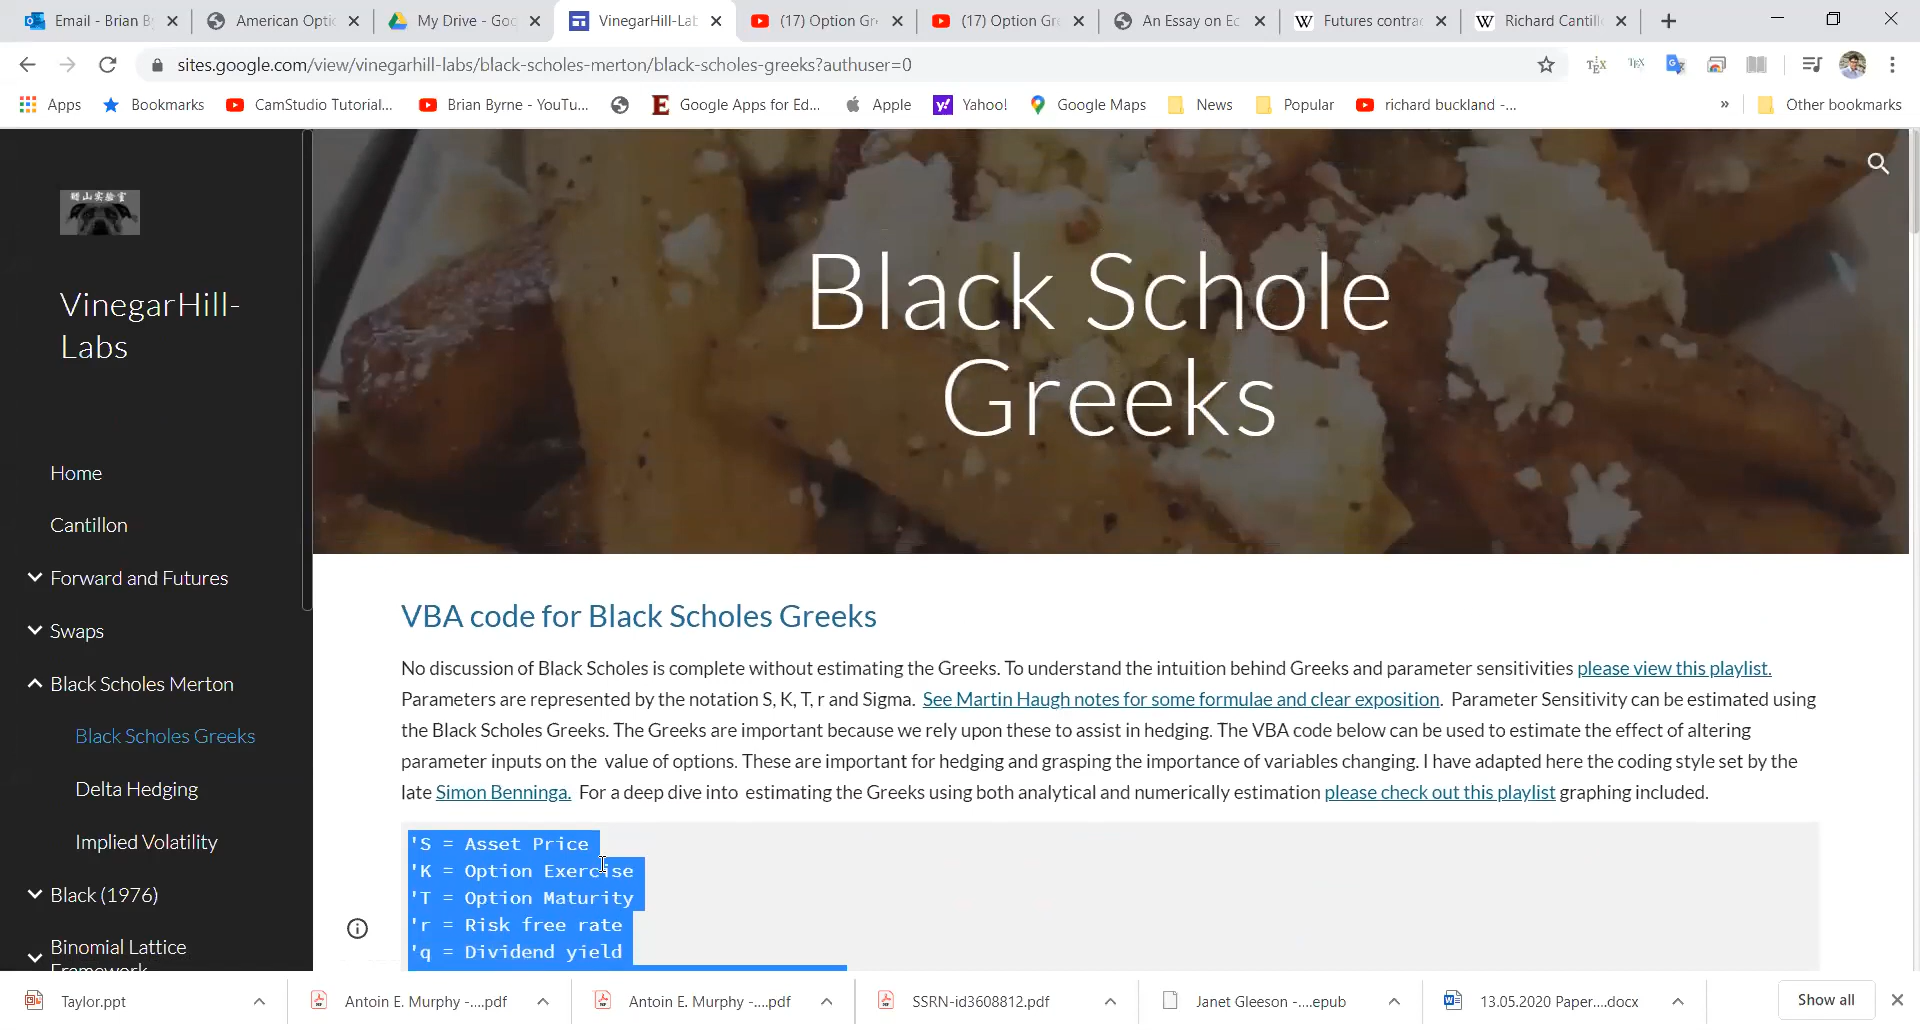 Email - Brian B
American Optio
My Drive - Goo
VinegarHill-Lab
(17) Option Gr
(17) Option Gr
An Essay on Ec
Futures contrac
Richard Cantill
sites.google.com/view/vinegarhill-labs/black-scholes-merton/black-scholes-greeks?authuser=0
Apps
Bookmarks
CamStudio Tutorial...
Brian Byrne - YouTu...
Google Apps for Ed...
Apple
Yahoo!
Google Maps
News
Popular
richard buckland -...
»
Other bookmarks
VinegarHill-
Labs
Home
Cantillon
Forward and Futures
Swaps
Black Scholes Merton
Black Scholes Greeks
Delta Hedging
Implied Volatility
Black (1976)
Binomial Lattice
Framework
Black Schole
Greeks
VBA code for Black Scholes Greeks
No discussion of Black Scholes is complete without estimating the Greeks. To understand the intuition behind Greeks and parameter sensitivities please view this playlist.
Parameters are represented by the notation S, K, T, r and Sigma. See Martin Haugh notes for some formulae and clear exposition. Parameter Sensitivity can be estimated using
the Black Scholes Greeks. The Greeks are important because we rely upon these to assist in hedging. The VBA code below can be used to estimate the effect of altering
parameter inputs on the value of options. These are important for hedging and grasping the importance of variables changing. I have adapted here the coding style set by the
late Simon Benninga. For a deep dive into estimating the Greeks using both analytical and numerically estimation please check out this playlist graphing included.
'S = Asset Price
'K = Option Exercise
'T = Option Maturity
'r = Risk free rate
'q = Dividend yield
Taylor.ppt
Antoin E. Murphy -....pdf
Antoin E. Murphy -....pdf
SSRN-id3608812.pdf
Janet Gleeson -....epub
13.05.2020 Paper....docx
Show all